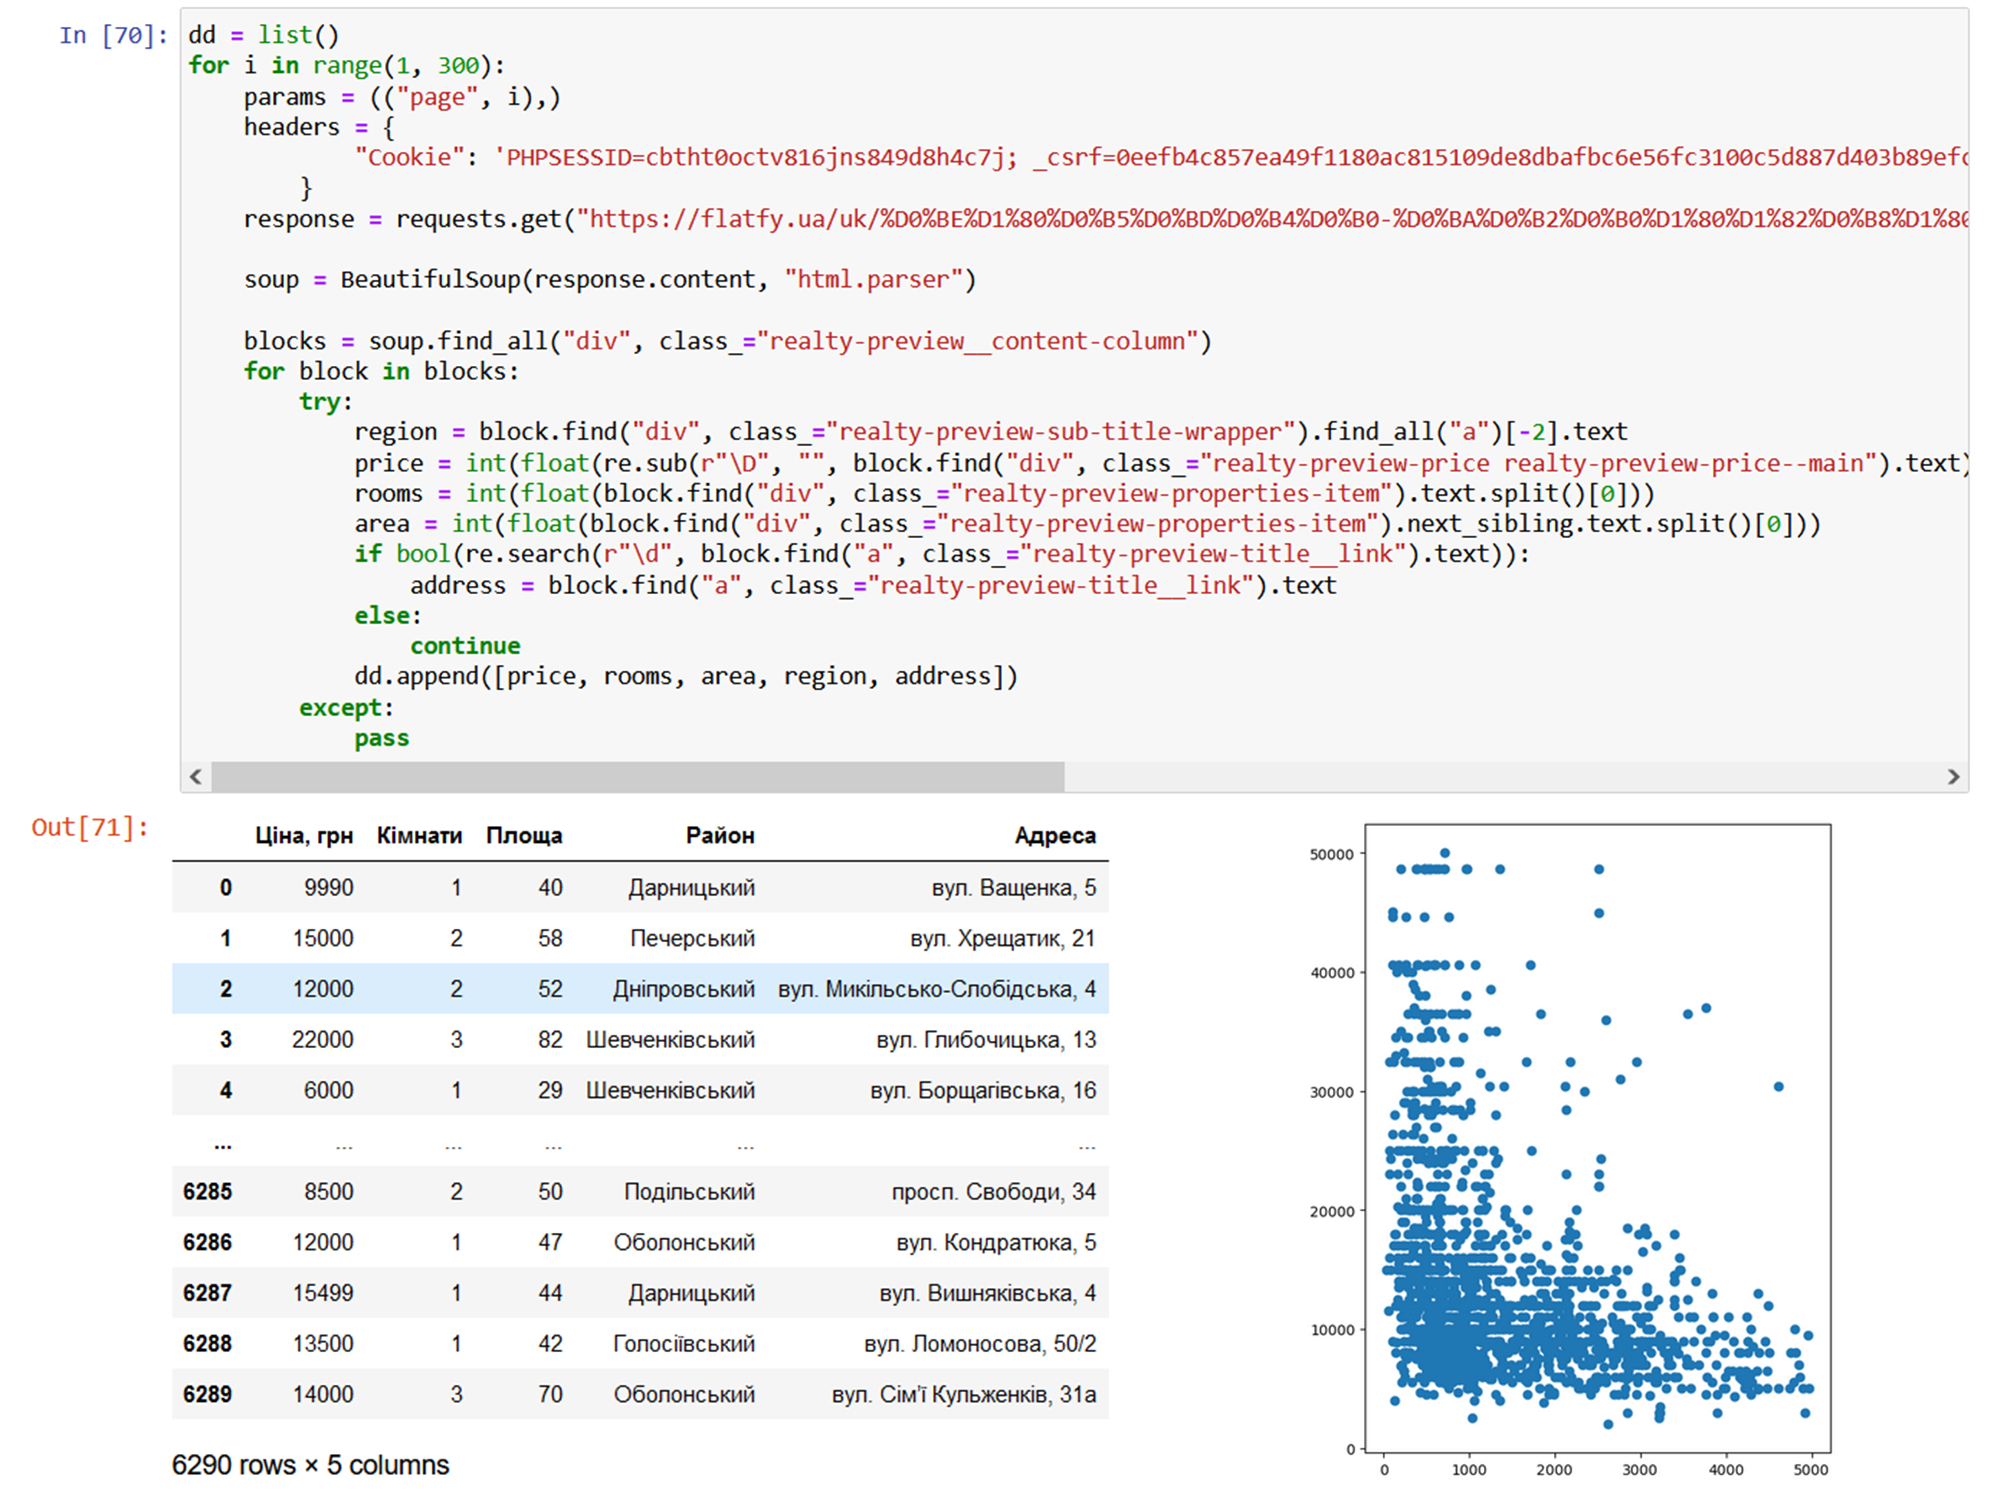 In [70]:
dd = list()
for i in range(1, 300):
    params = (("page", i),)
    headers = {
            "Cookie": 'PHPSESSID=cbtht0octv816jns849d8h4c7j; _csrf=0eefb4c857ea49f1180ac815109de8dbafbc6e56fc3100c5d887d403b89efc
        }
    response = requests.get("https://flatfy.ua/uk/%D0%BE%D1%80%D0%B5%D0%BD%D0%B4%D0%B0-%D0%BA%D0%B2%D0%B0%D1%80%D1%82%D0%B8%D1%80

    soup = BeautifulSoup(response.content, "html.parser")

    blocks = soup.find_all("div", class_="realty-preview__content-column")
    for block in blocks:
        try:
            region = block.find("div", class_="realty-preview-sub-title-wrapper").find_all("a")[-2].text
            price = int(float(re.sub(r"\D", "", block.find("div", class_="realty-preview-price realty-preview-price--main").text)
            rooms = int(float(block.find("div", class_="realty-preview-properties-item").text.split()[0]))
            area = int(float(block.find("div", class_="realty-preview-properties-item").next_sibling.text.split()[0]))
            if bool(re.search(r"\d", block.find("a", class_="realty-preview-title__link").text)):
                address = block.find("a", class_="realty-preview-title__link").text
            else:
                continue
            dd.append([price, rooms, area, region, address])
        except:
            pass
Out[71]:
Ціна, грн Кімнати Площа Район Адреса
0 9990 1 40 Дарницький вул. Ващенка, 5
1 15000 2 58 Печерський вул. Хрещатик, 21
2 12000 2 52 Дніпровський вул. Микільсько-Слобідська, 4
3 22000 3 82 Шевченківський вул. Глибочицька, 13
4 6000 1 29 Шевченківський вул. Борщагівська, 16
... ... ... ... ... ...
6285 8500 2 50 Подільський просп. Свободи, 34
6286 12000 1 47 Оболонський вул. Кондратюка, 5
6287 15499 1 44 Дарницький вул. Вишняківська, 4
6288 13500 1 42 Голосіївський вул. Ломоносова, 50/2
6289 14000 3 70 Оболонський вул. Сім'ї Кульженків, 31а
6290 rows × 5 columns
50000
40000
30000
20000
10000
0
0 1000 2000 3000 4000 5000